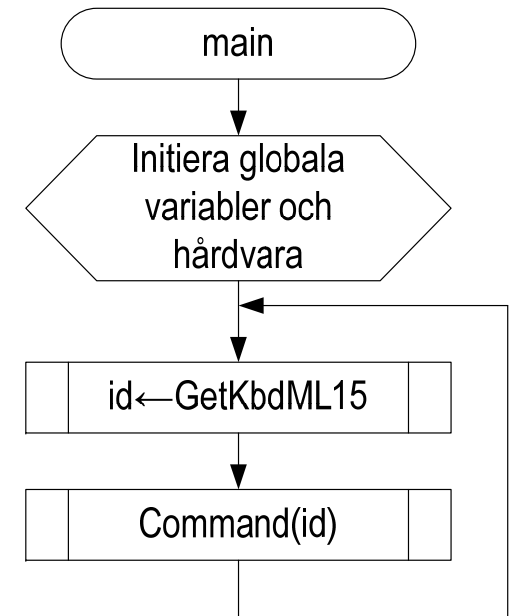 main
Initiera globala
variabler och
hårdvara
id←GetKbdML15
Command(id)